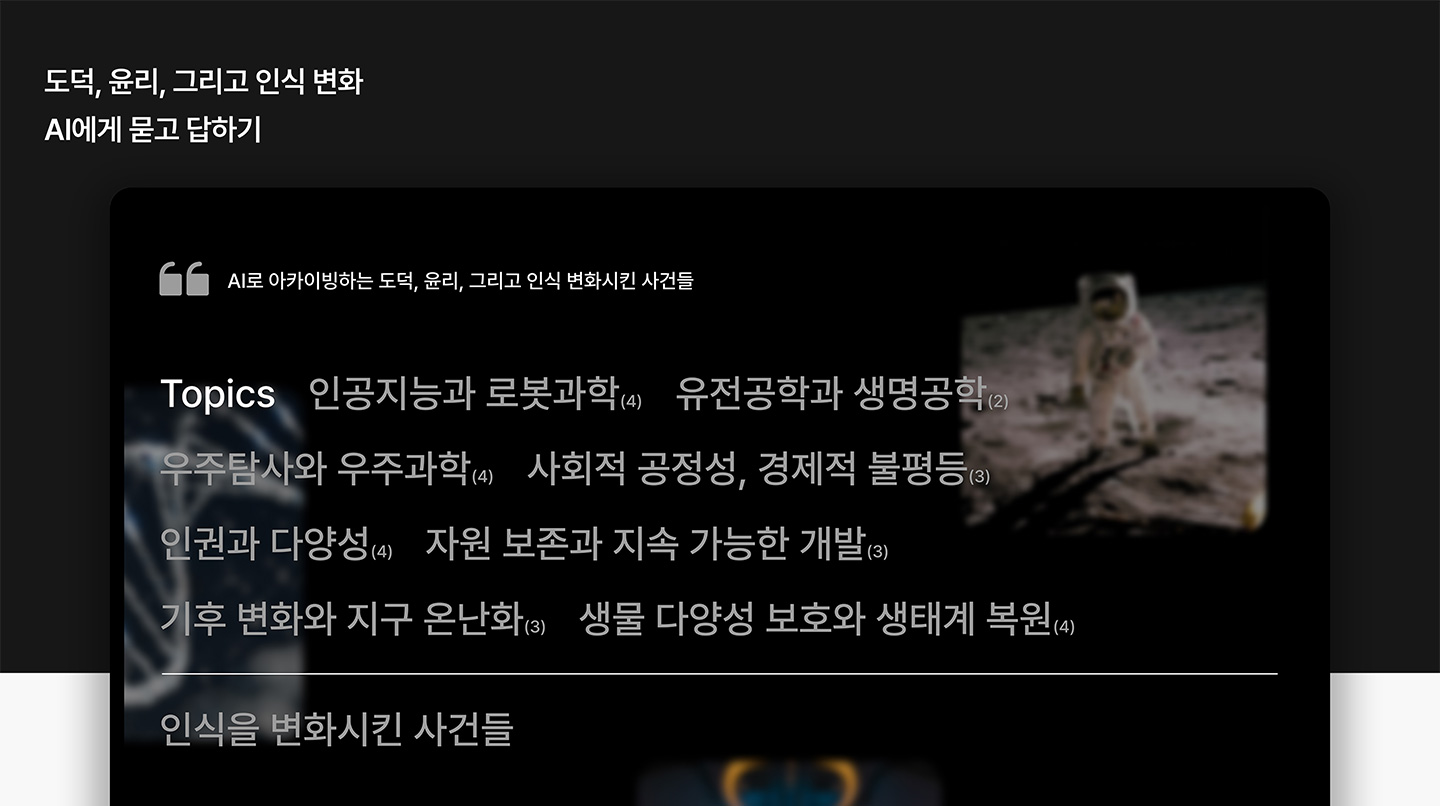 도덕, 윤리, 그리고 인식 변화
AI에게 묻고 답하기
AI로 아카이빙하는 도덕, 윤리, 그리고 인식 변화시킨 사건들
Topics 인공지능과 로봇과학(4) 유전공학과 생명공학(2)
우주탐사와 우주과학(4) 사회적 공정성, 경제적 불평등(3)
인권과 다양성(4) 자원 보존과 지속 가능한 개발(3)
기후 변화와 지구 온난화(3) 생물 다양성 보호와 생태계 복원(4)
인식을 변화시킨 사건들